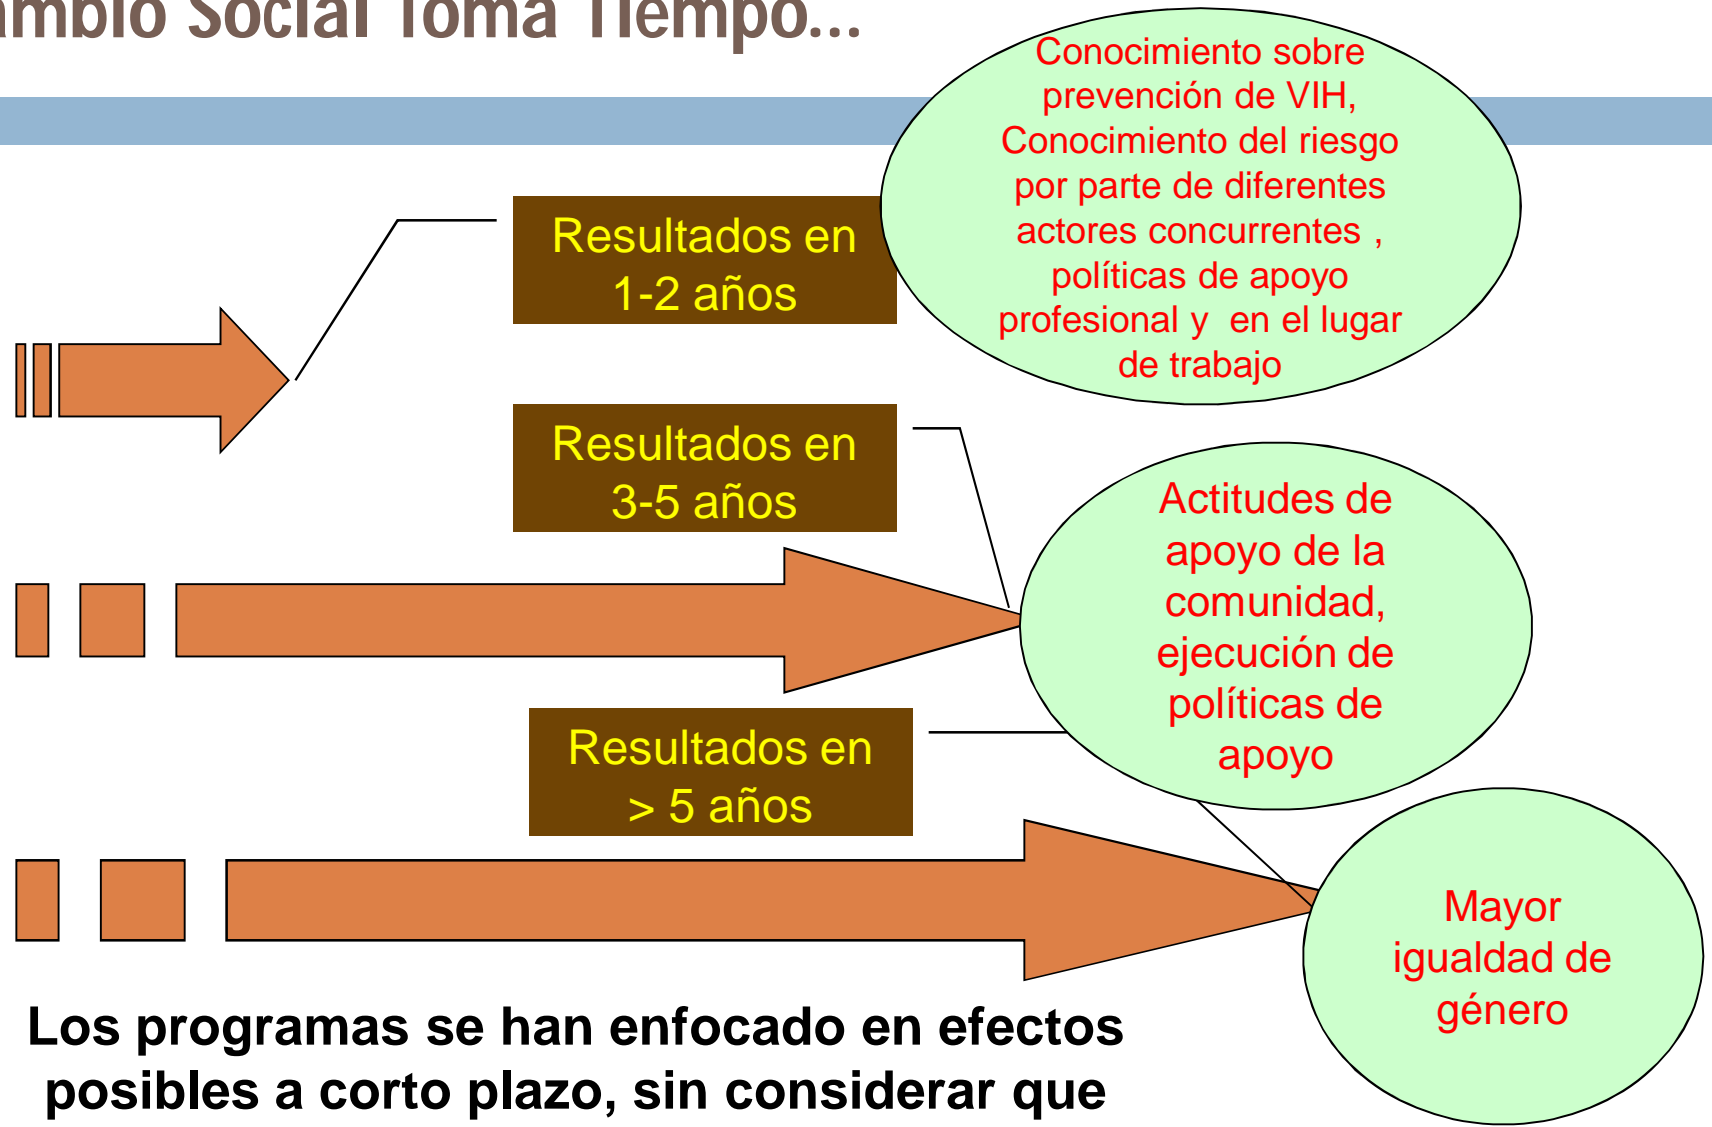 ambio Social Toma Tiempo...
Conocimiento sobre
prevención de VIH,
Conocimiento del riesgo
por parte de diferentes
actores concurrentes ,
políticas de apoyo
profesional y en el lugar
de trabajo
Resultados en
1-2 años
Resultados en
3-5 años
Actitudes de
apoyo de la
comunidad,
ejecución de
políticas de
apoyo
Resultados en
> 5 años
Mayor
igualdad de
género
Los programas se han enfocado en efectos
posibles a corto plazo, sin considerar que